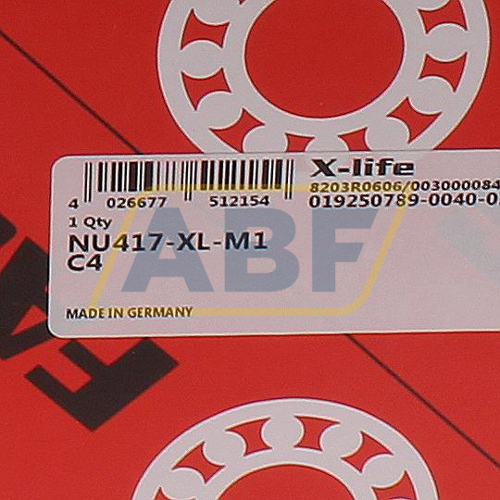 X-life
8203R0606/003000084
019250789-0040-0
4 026677 512154
1 Qty
NU417-XL-M1
C4
MADE IN GERMANY
ABF
FA